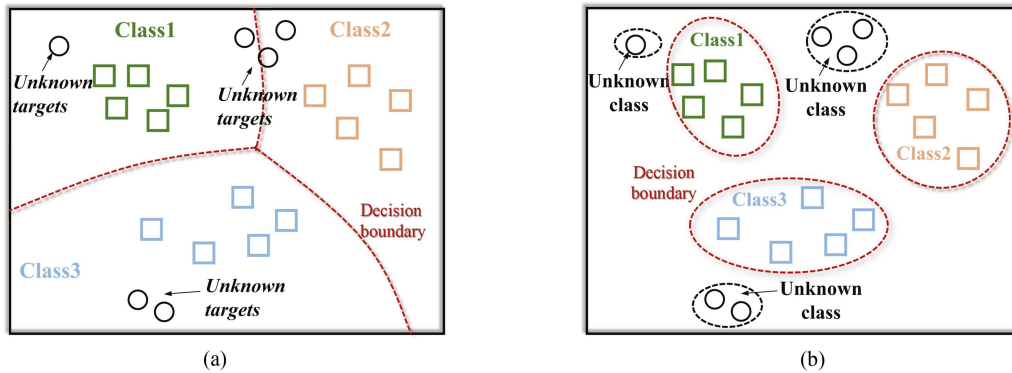 Class1
Class2
Unknown
targets
Unknown
targets
Decision
boundary
Class3
Unknown
targets
(a)
Class1
Unknown
class
Unknown
class
Class2
Decision
boundary
Class3
Unknown
class
(b)